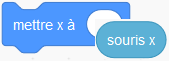 mettre x à
souris x